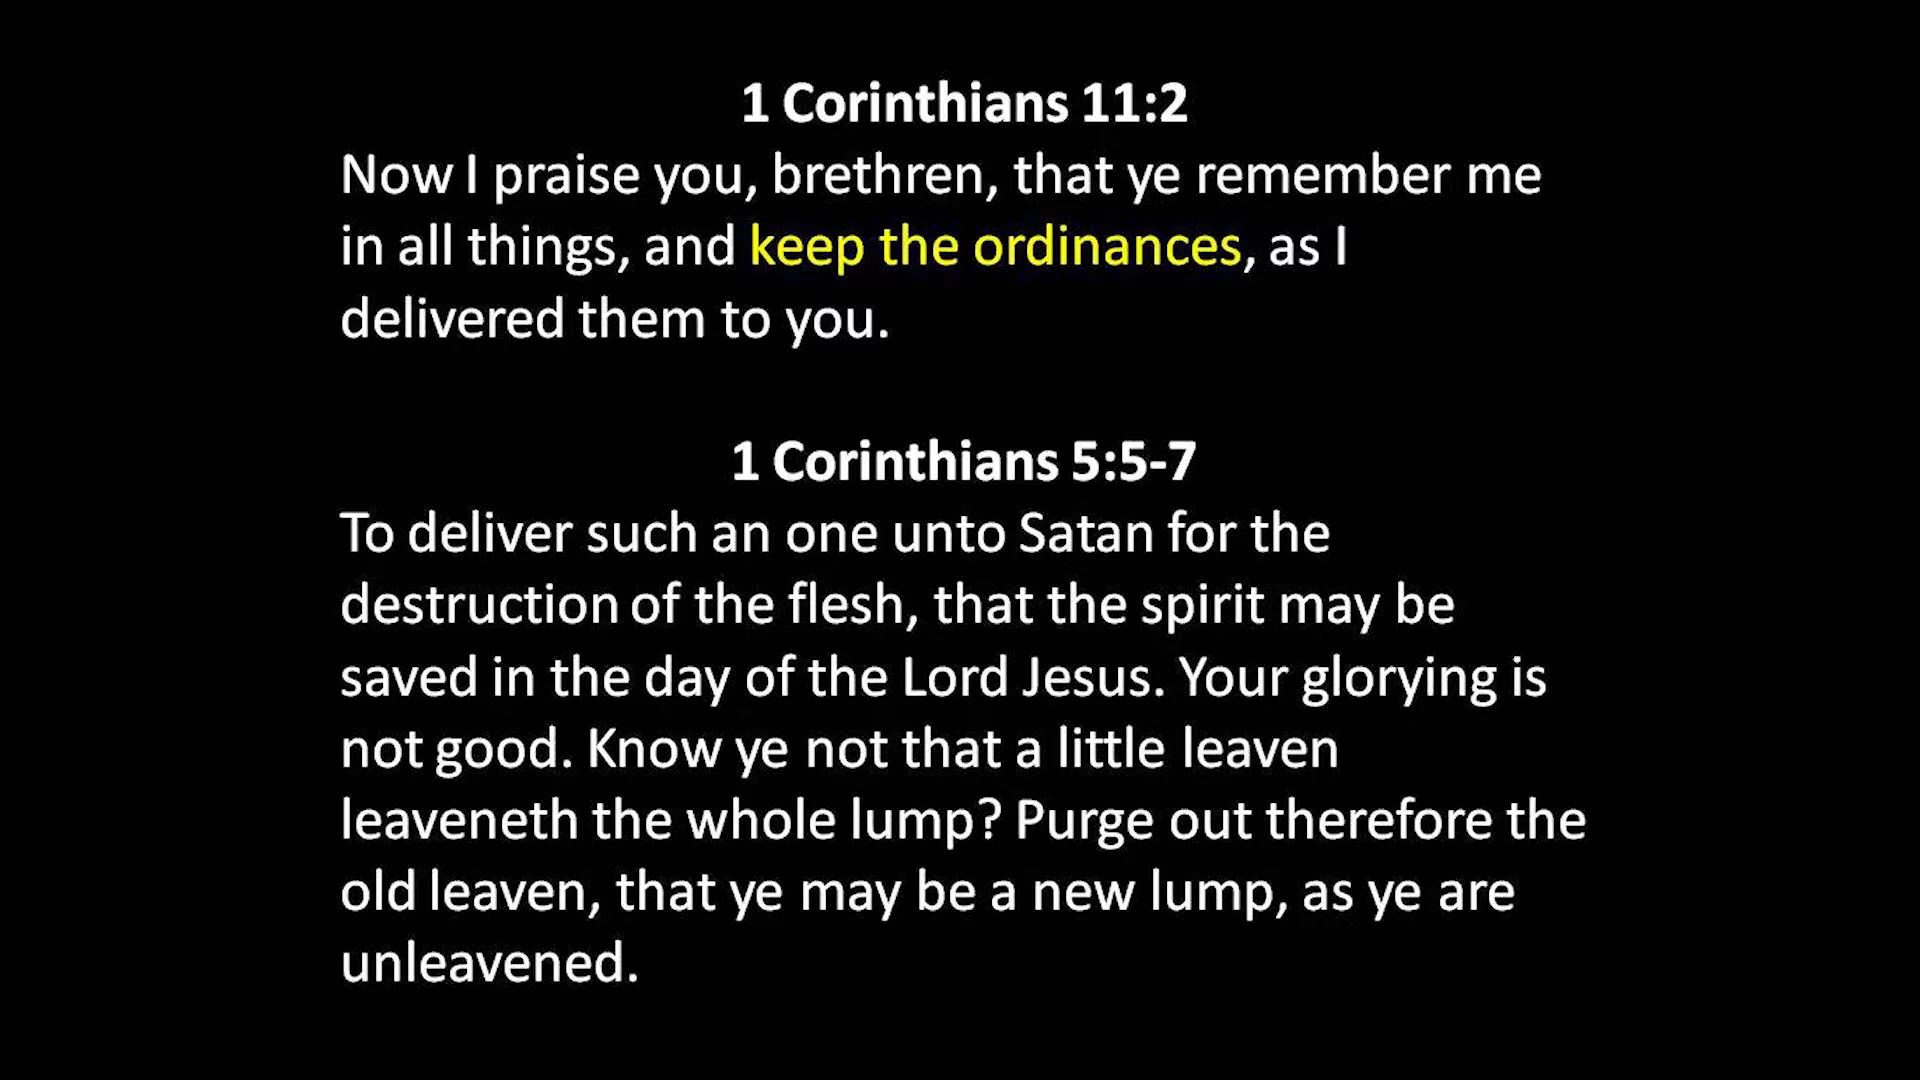 1 Corinthians 11:2
Now I praise you, brethren, that ye remember me
in all things, and keep the ordinances, as I
delivered them to you.
1 Corinthians 5:5-7
To deliver such an one unto Satan for the
destruction of the flesh, that the spirit may be
saved in the day of the Lord Jesus. Your glorying is
not good. Know ye not that a little leaven
leaveneth the whole lump? Purge out therefore the
old leaven, that ye may be a new lump, as ye are
unleavened.